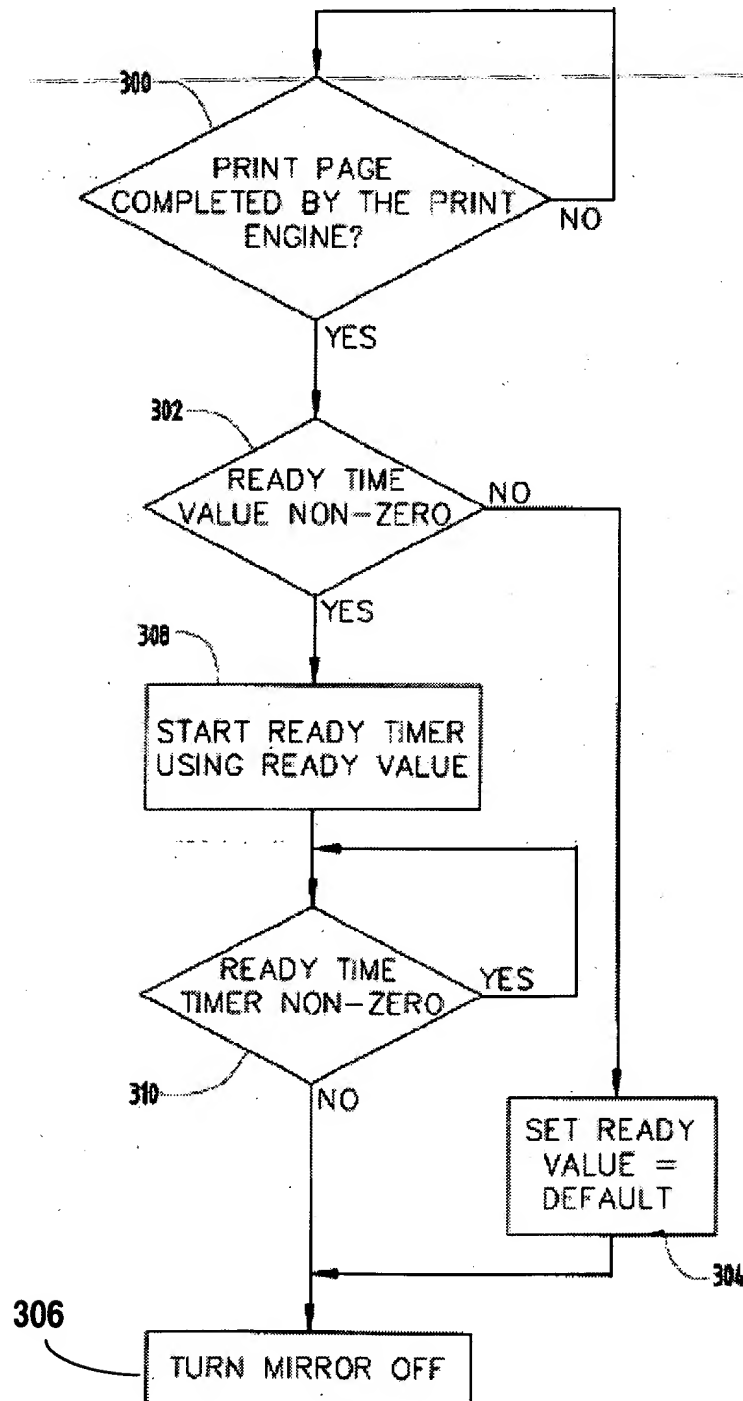 300
PRINT PAGE
COMPLETED BY THE PRINT
ENGINE?
NO
YES
302
READY TIME
VALUE NON-ZERO
NO
YES
308
START READY TIMER
USING READY VALUE
READY TIME
TIMER NON-ZERO
YES
310
NO
SET READY
VALUE =
DEFAULT
304
306
TURN MIRROR OFF